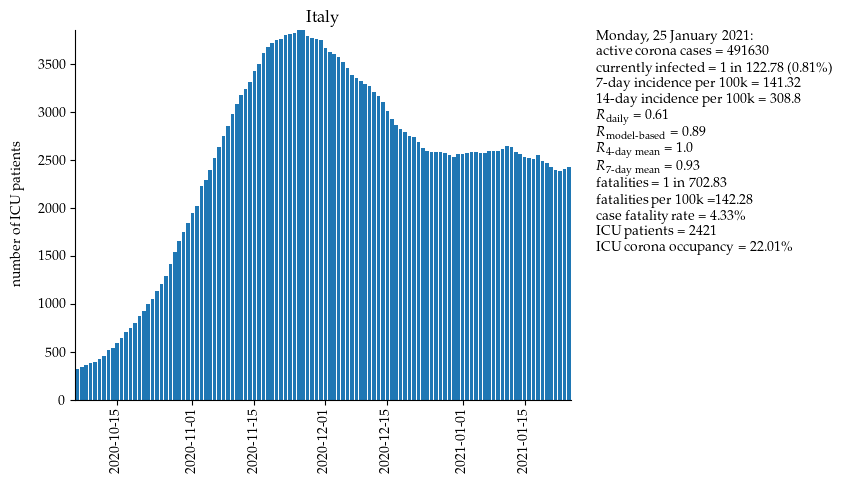 Italy
number of ICU patients
3500
3000
2500
2000
1500
1000
500
0
2020-10-15
2020-11-01
2020-11-15
2020-12-01
2020-12-15
2021-01-01
2021-01-15
Monday, 25 January 2021:
active corona cases = 491630
currently infected = 1 in 122.78 (0.81%)
7-day incidence per 100k = 141.32
14-day incidence per 100k = 308.8
R daily = 0.61
R model-based = 0.89
R 4-day mean = 1.0
R 7-day mean = 0.93
fatalities = 1 in 702.83
fatalities per 100k =142.28
case fatality rate = 4.33%
ICU patients = 2421
ICU corona occupancy = 22.01%